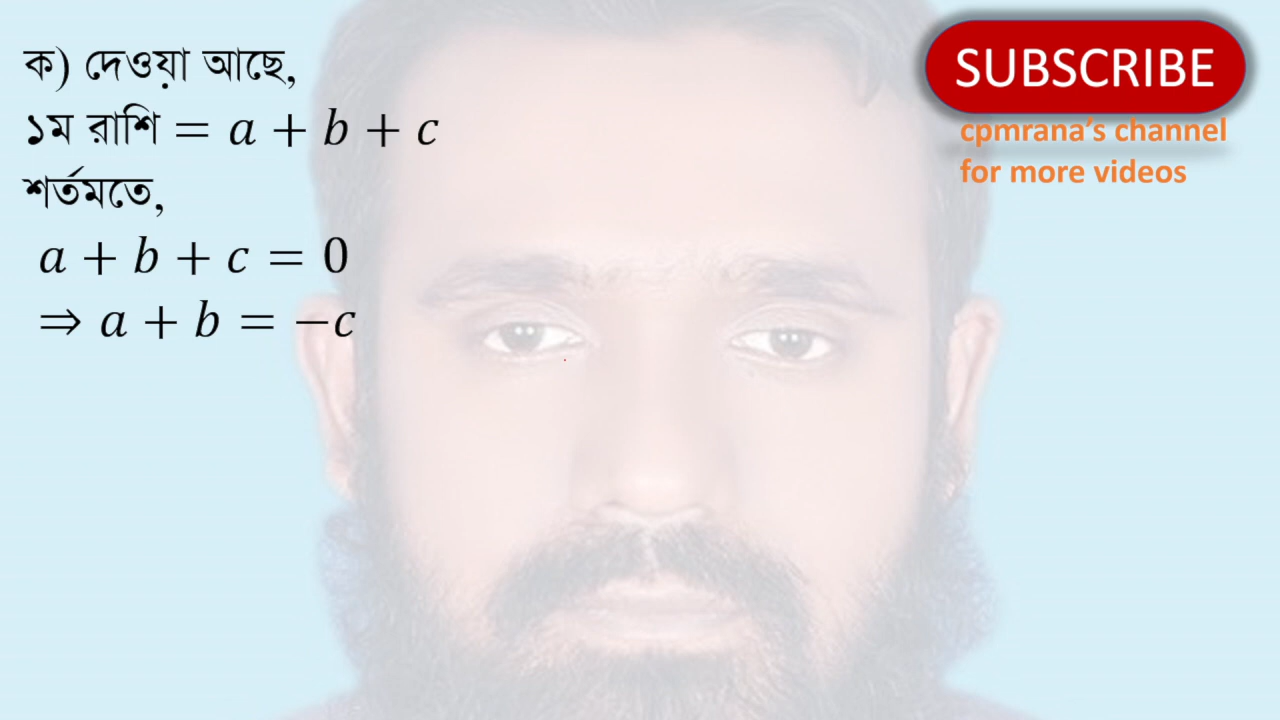 ক) দেওয়া আছে,
১ম রাশি = a + b + c
শর্তমতে,
a + b + c = 0
⇒ a + b = −c
SUBSCRIBE
cpmrana's channel
for more videos